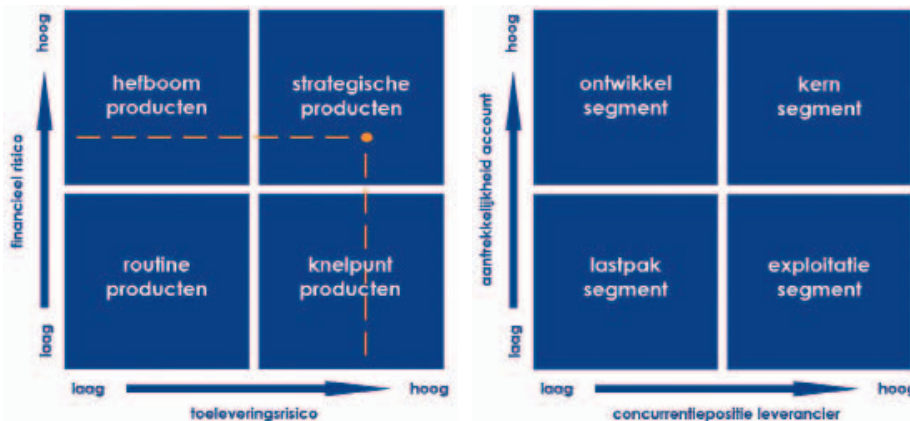 hoog
financieel risico
laag
hefboom
producten
strategische
producten
routine
producten
knelpunt
producten
laag
hoog
toeleveringsrisico
hoog
aantrekkelijkheid account
laag
ontwikkel
segment
kern
segment
lastpak
segment
exploitatie
segment
laag
hoog
concurrentiepositie leverancier